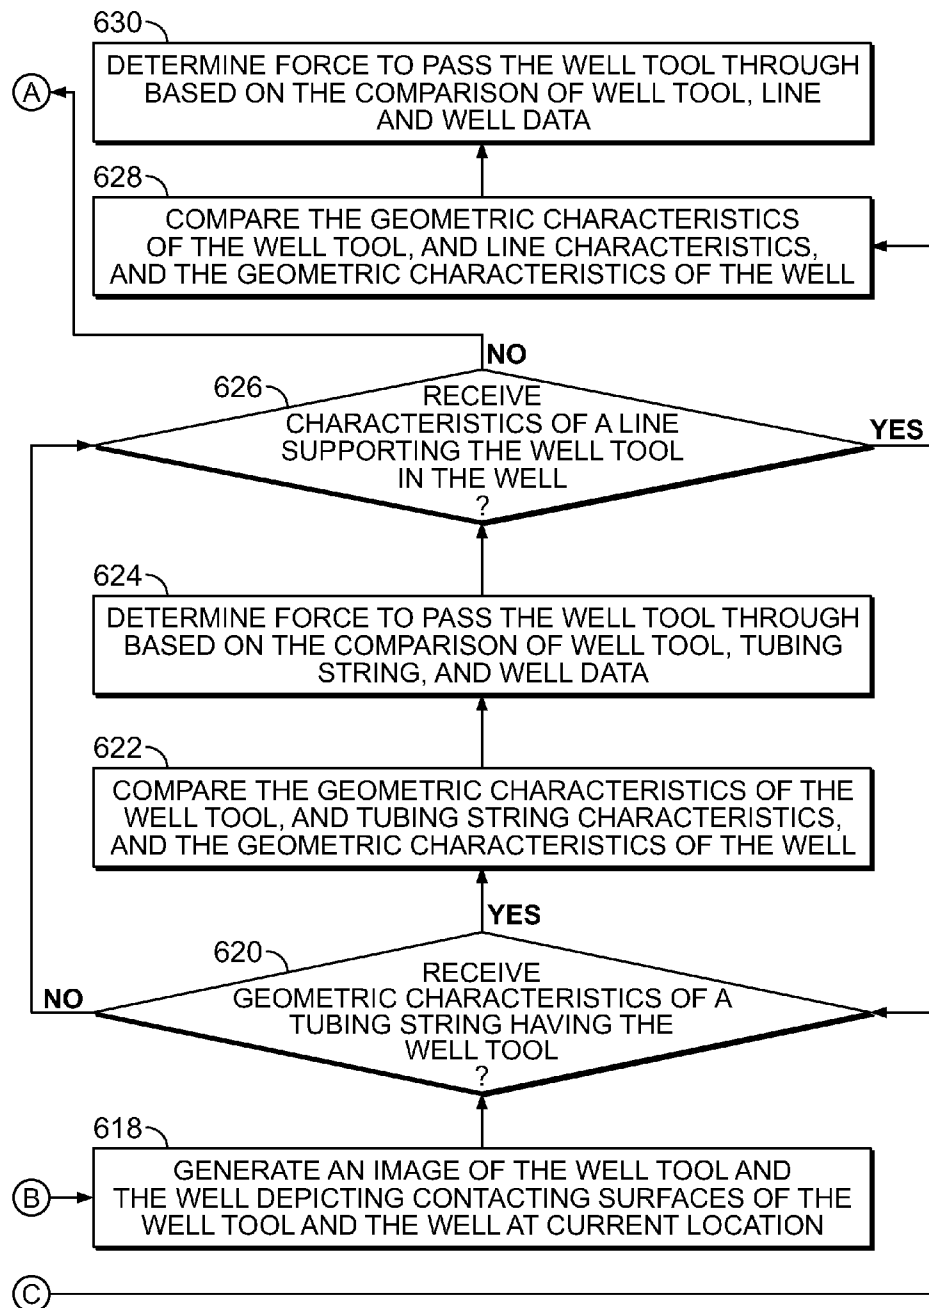 630
DETERMINE FORCE TO PASS THE WELL TOOL THROUGH
BASED ON THE COMPARISON OF WELL TOOL, LINE
AND WELL DATA
A
628
COMPARE THE GEOMETRIC CHARACTERISTICS
OF THE WELL TOOL, AND LINE CHARACTERISTICS,
AND THE GEOMETRIC CHARACTERISTICS OF THE WELL
NO
626
RECEIVE
CHARACTERISTICS OF A LINE
SUPPORTING THE WELL TOOL
IN THE WELL
?
YES
624
DETERMINE FORCE TO PASS THE WELL TOOL THROUGH
BASED ON THE COMPARISON OF WELL TOOL, TUBING
STRING, AND WELL DATA
622
COMPARE THE GEOMETRIC CHARACTERISTICS OF THE
WELL TOOL, AND TUBING STRING CHARACTERISTICS,
AND THE GEOMETRIC CHARACTERISTICS OF THE WELL
YES
620
RECEIVE
GEOMETRIC CHARACTERISTICS OF A
TUBING STRING HAVING THE
WELL TOOL
?
NO
618
GENERATE AN IMAGE OF THE WELL TOOL AND
THE WELL DEPICTING CONTACTING SURFACES OF THE
WELL TOOL AND THE WELL AT CURRENT LOCATION
B
C